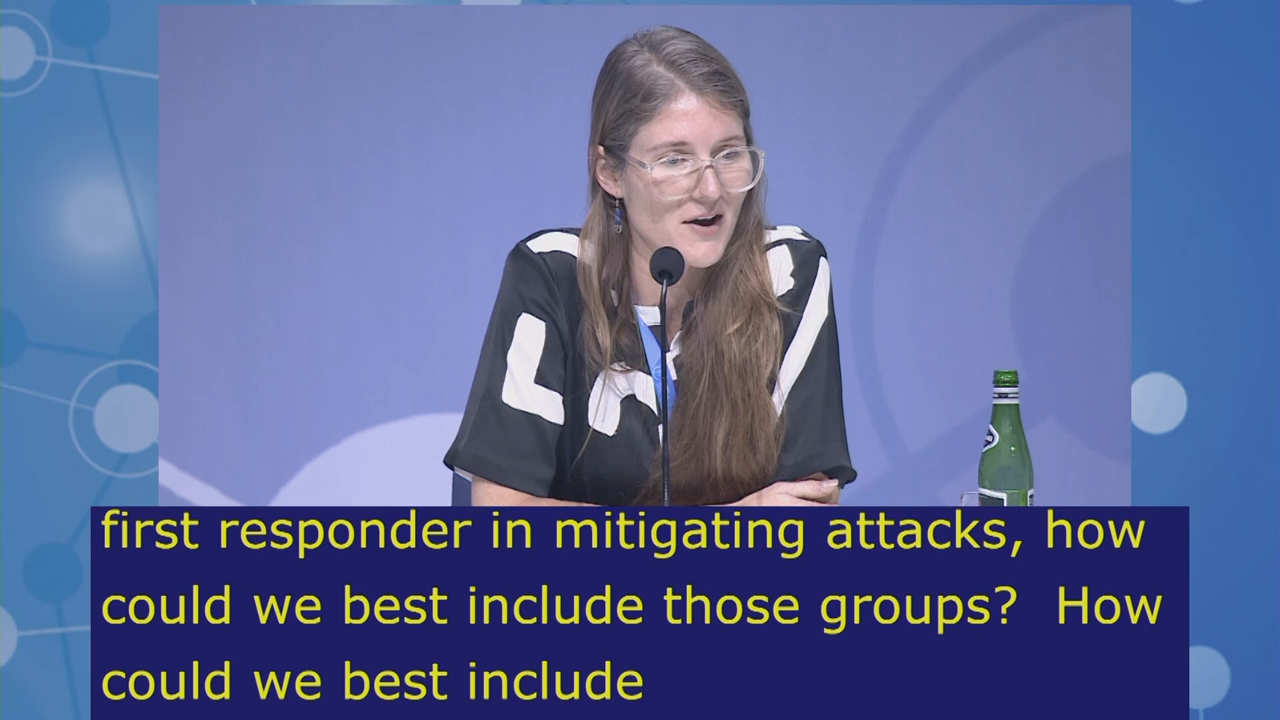 first responder in mitigating attacks, how
could we best include those groups?  How
could we best include